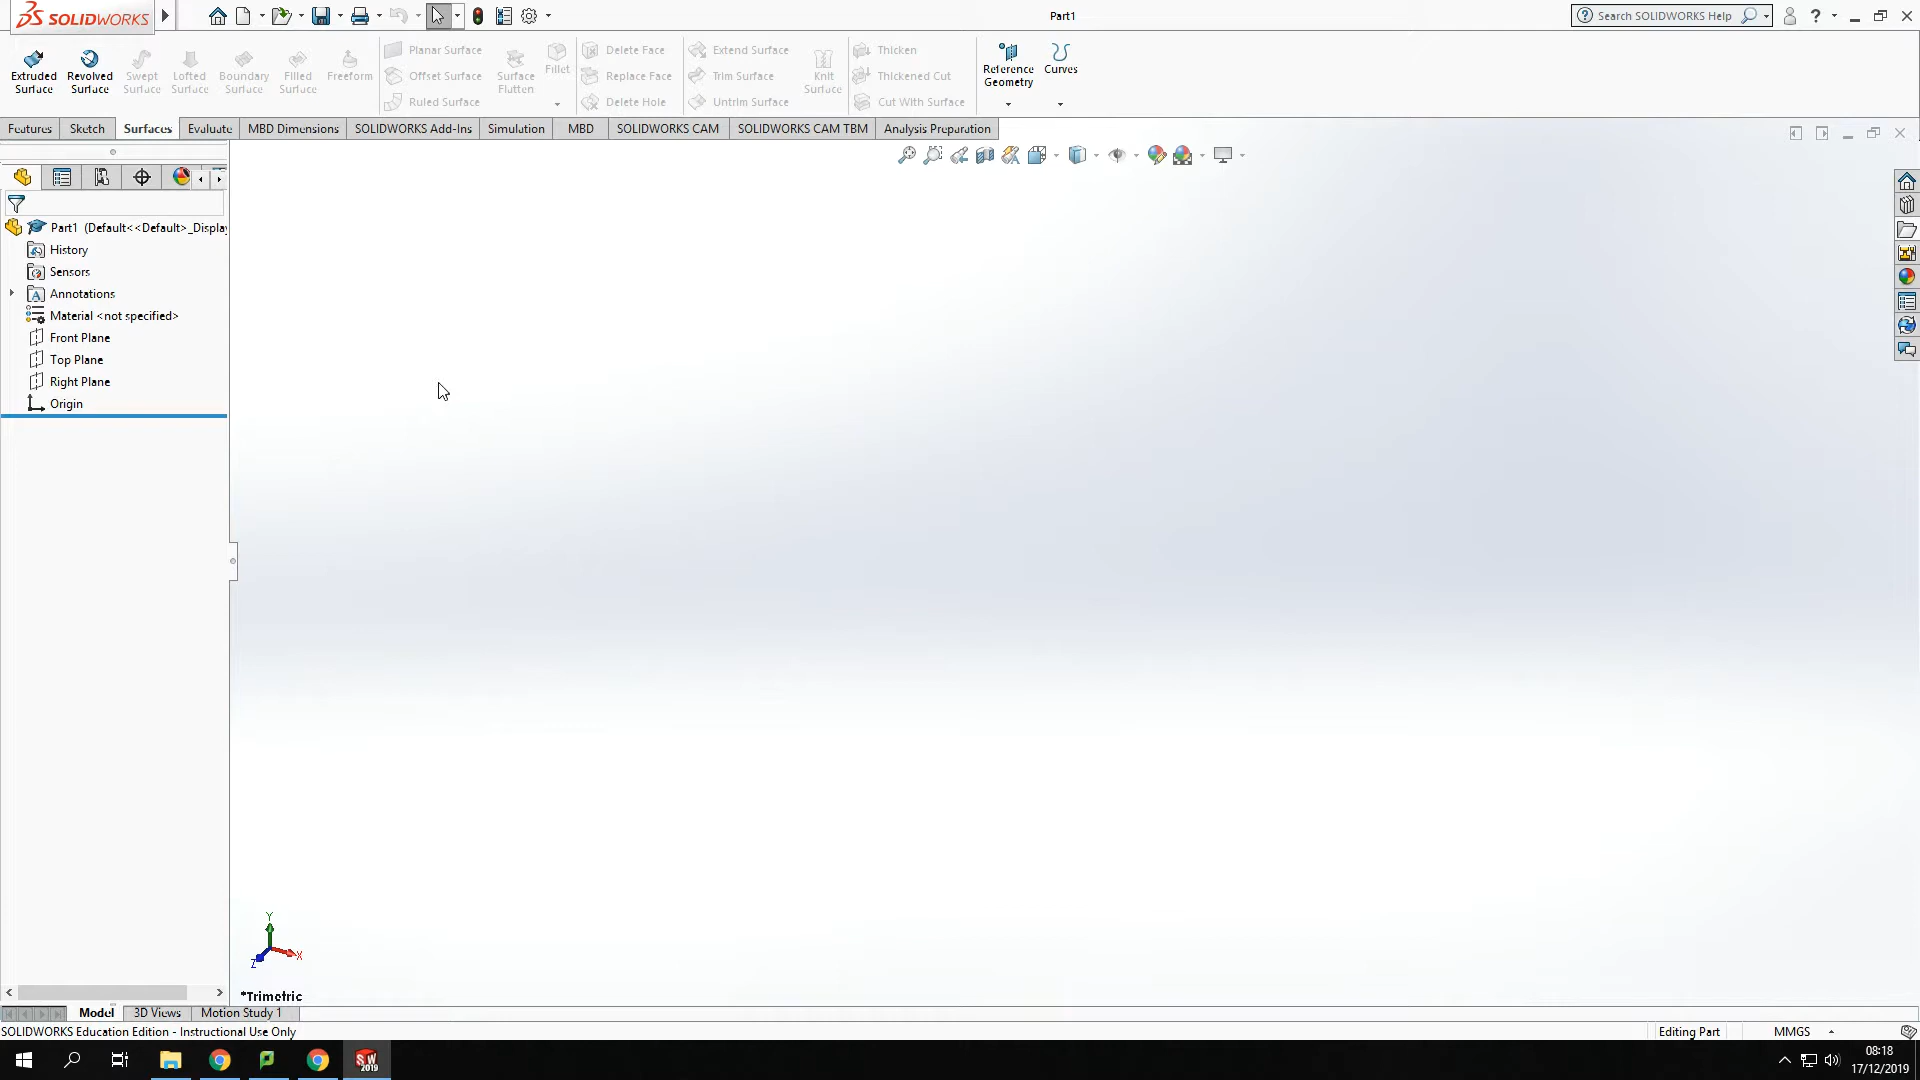 SOLIDWORKS
Part1
Search SOLIDWORKS Help
?
Extruded Surface
Revolved Surface
Swept Surface
Lofted Surface
Boundary Surface
Filled Surface
Freeform
Planar Surface
Offset Surface
Ruled Surface
Surface Flatten
Fillet
Delete Face
Replace Face
Delete Hole
Extend Surface
Trim Surface
Untrim Surface
Knit Surface
Thicken
Thickened Cut
Cut With Surface
Reference Geometry
Curves
Features
Sketch
Surfaces
Evaluate
MBD Dimensions
SOLIDWORKS Add-Ins
Simulation
MBD
SOLIDWORKS CAM
SOLIDWORKS CAM TBM
Analysis Preparation
Part1 (Default<<Default>_Display
History
Sensors
Annotations
Material <not specified>
Front Plane
Top Plane
Right Plane
Origin
Y
X
Z
*Trimetric
Model
3D Views
Motion Study 1
SOLIDWORKS Education Edition - Instructional Use Only
Editing Part
MMGS
SW
2019
08:18
17/12/2019